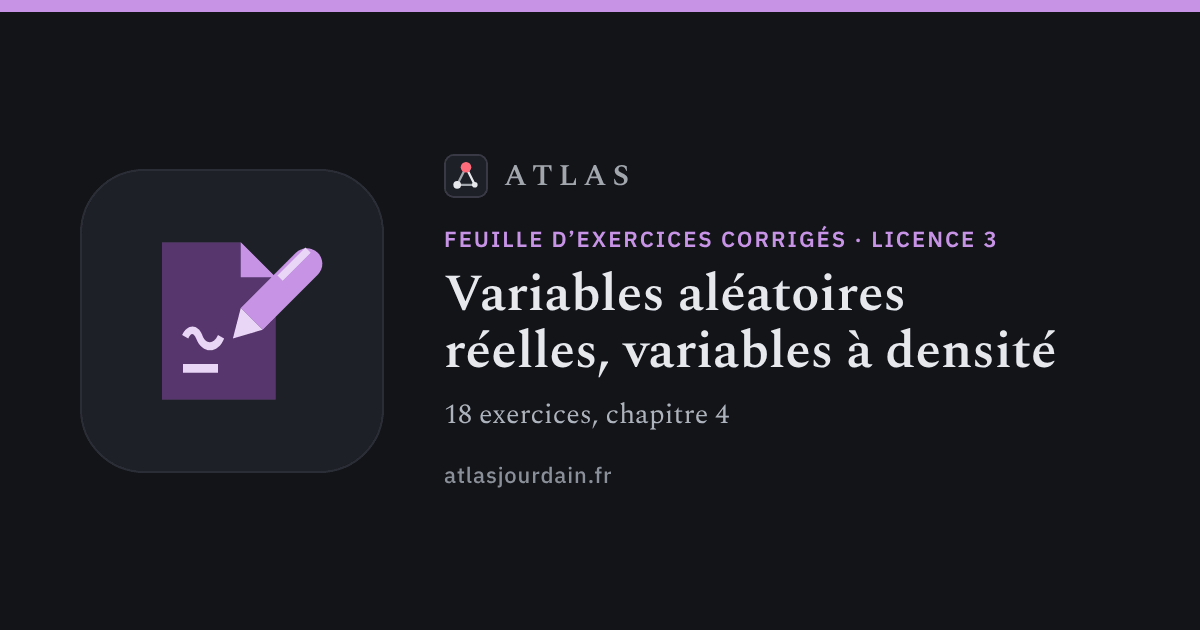 ATLAS
FEUILLE D’EXERCICES CORRIGÉS · LICENCE 3
Variables aléatoires
réelles, variables à densité
18 exercices, chapitre 4
atlasjourdain.fr